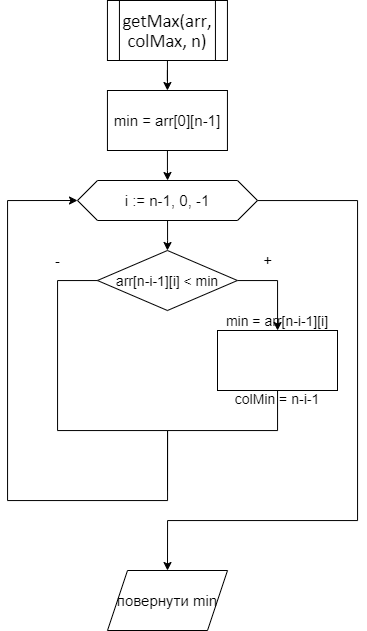 getMax(arr,
colMax, n)
min = arr[0][n-1]
i := n-1, 0, -1
-
+
arr[n-i-1][i] < min
min = arr[n-i-1][i]
colMin = n-i-1
повернути min